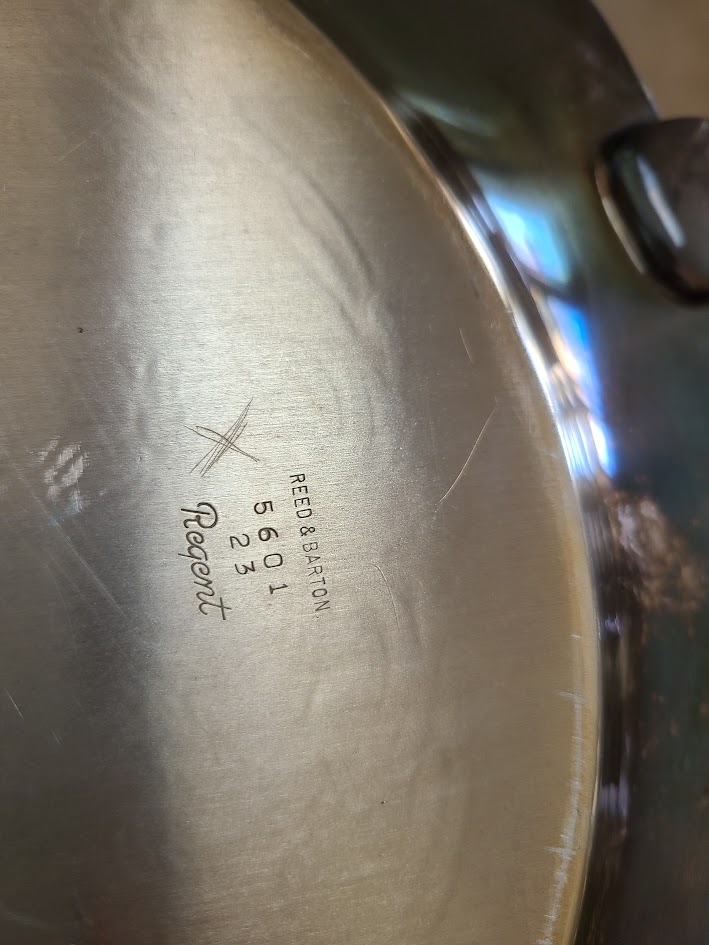 REED & BARTON
5601
23
Regent